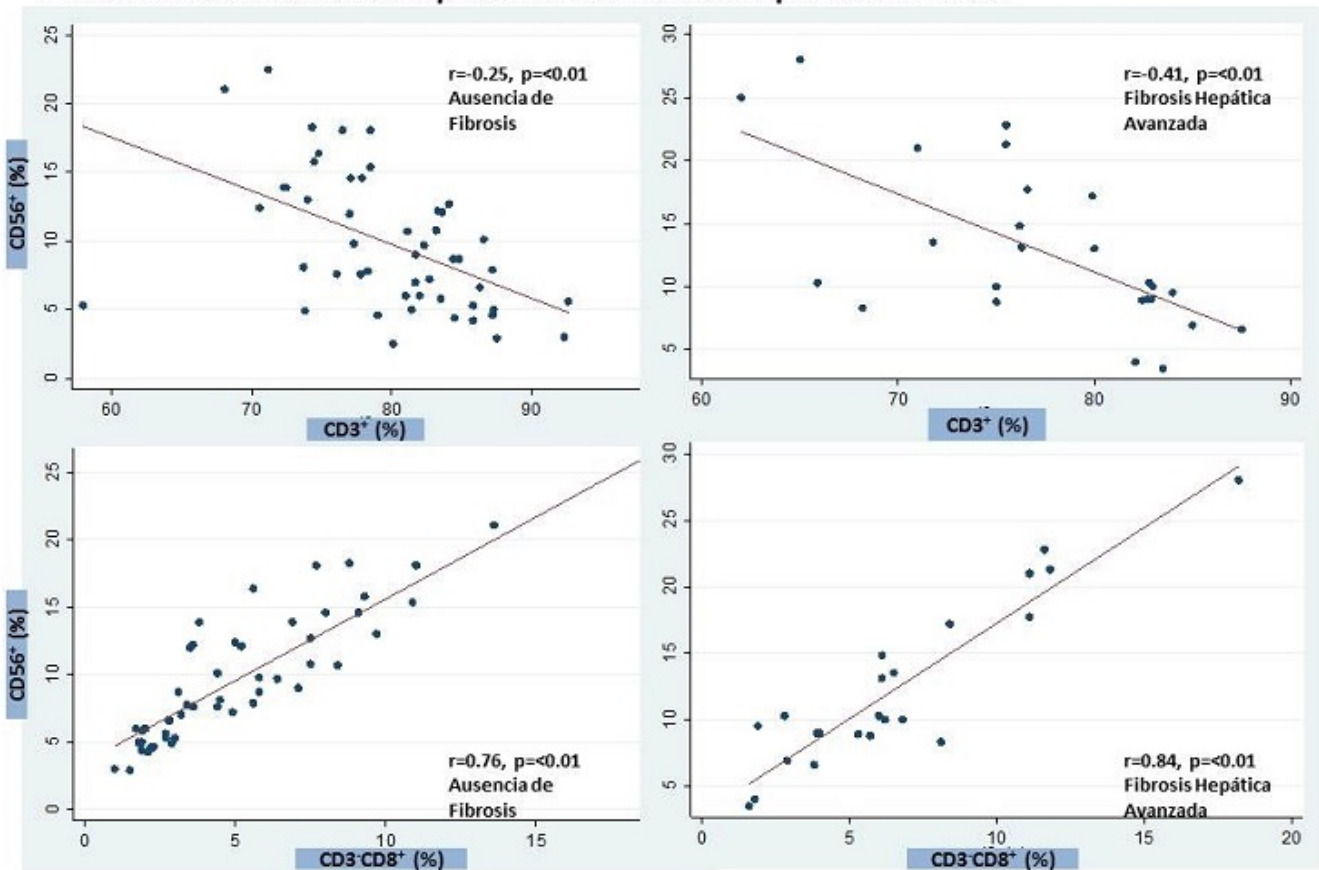 25
20
15
10
5
0
CD56⁺ (%)
r=-0.25, p=<0.01
Ausencia de
Fibrosis
60 70 80 90
CD3⁺ (%)
30
25
20
15
10
5
r=-0.41, p=<0.01
Fibrosis Hepática
Avanzada
60 70 80 90
CD3⁺ (%)
25
20
15
10
5
0
CD56⁺ (%)
r=0.76, p=<0.01
Ausencia de
Fibrosis
0 5 10 15
CD3⁻CD8⁺ (%)
30
25
20
15
10
5
r=0.84, p=<0.01
Fibrosis Hepática
Avanzada
0 5 10 15 20
CD3⁻CD8⁺ (%)